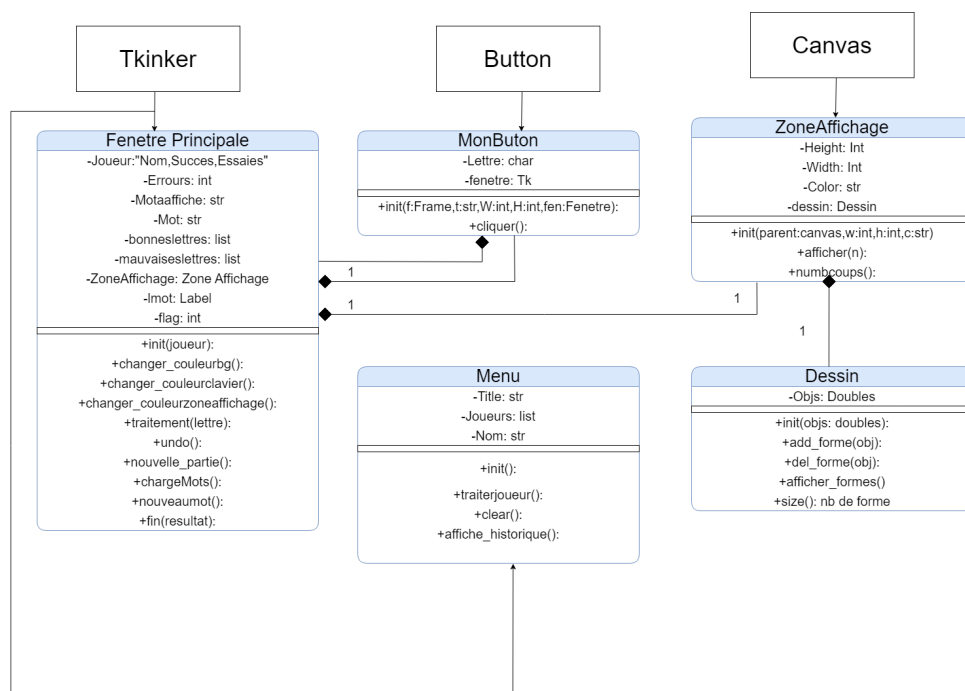 Tkinker
Button
Canvas
Fenetre Principale
-Joueur:"Nom,Succes,Essaies"
-Errours: int
-Motaaffiche: str
-Mot: str
-bonneslettres: list
-mauvaiseslettres: list
-ZoneAffichage: Zone Affichage
-lmot: Label
-flag: int
+init(joueur):
+changer_couleurbg():
+changer_couleurclavier():
+changer_couleurzoneaffichage():
+traitement(lettre):
+undo():
+nouvelle_partie():
+chargeMots():
+nouveaumot():
+fin(resultat):
MonButon
-Lettre: char
-fenetre: Tk
+init(f:Frame,t:str,W:int,H:int,fen:Fenetre):
+cliquer():
1
1
ZoneAffichage
-Height: Int
-Width: Int
-Color: str
-dessin: Dessin
+init(parent:canvas,w:int,h:int,c:str)
+afficher(n):
+numbcoups():
1
1
Menu
-Title: str
-Joueurs: list
-Nom: str
+init():
+traiterjoueur():
+clear():
+affiche_historique():
Dessin
-Objs: Doubles
+init(objs: doubles):
+add_forme(obj):
+del_forme(obj):
+afficher_formes()
+size(): nb de forme